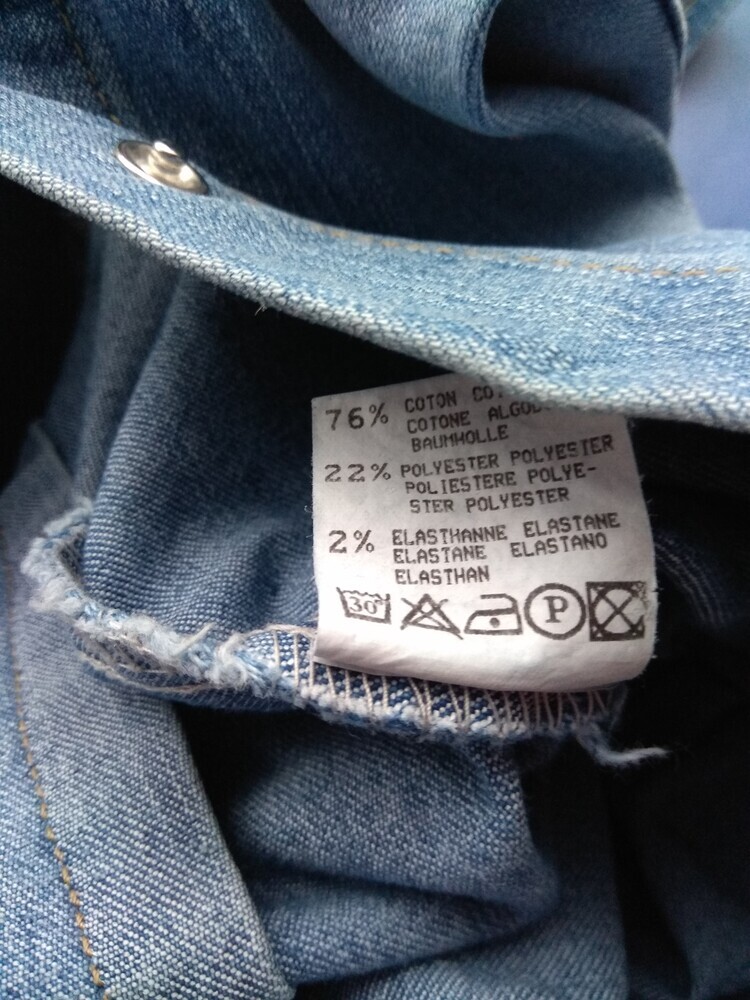 76% COTON
COTONE
BAUMWOLLE
22% POLYESTER POLYESTER
POLIESTERE POLYE-
STER POLYESTER
2% ELASTHANNE ELASTANE
ELASTANE ELASTANO
ELASTHAN
30° P